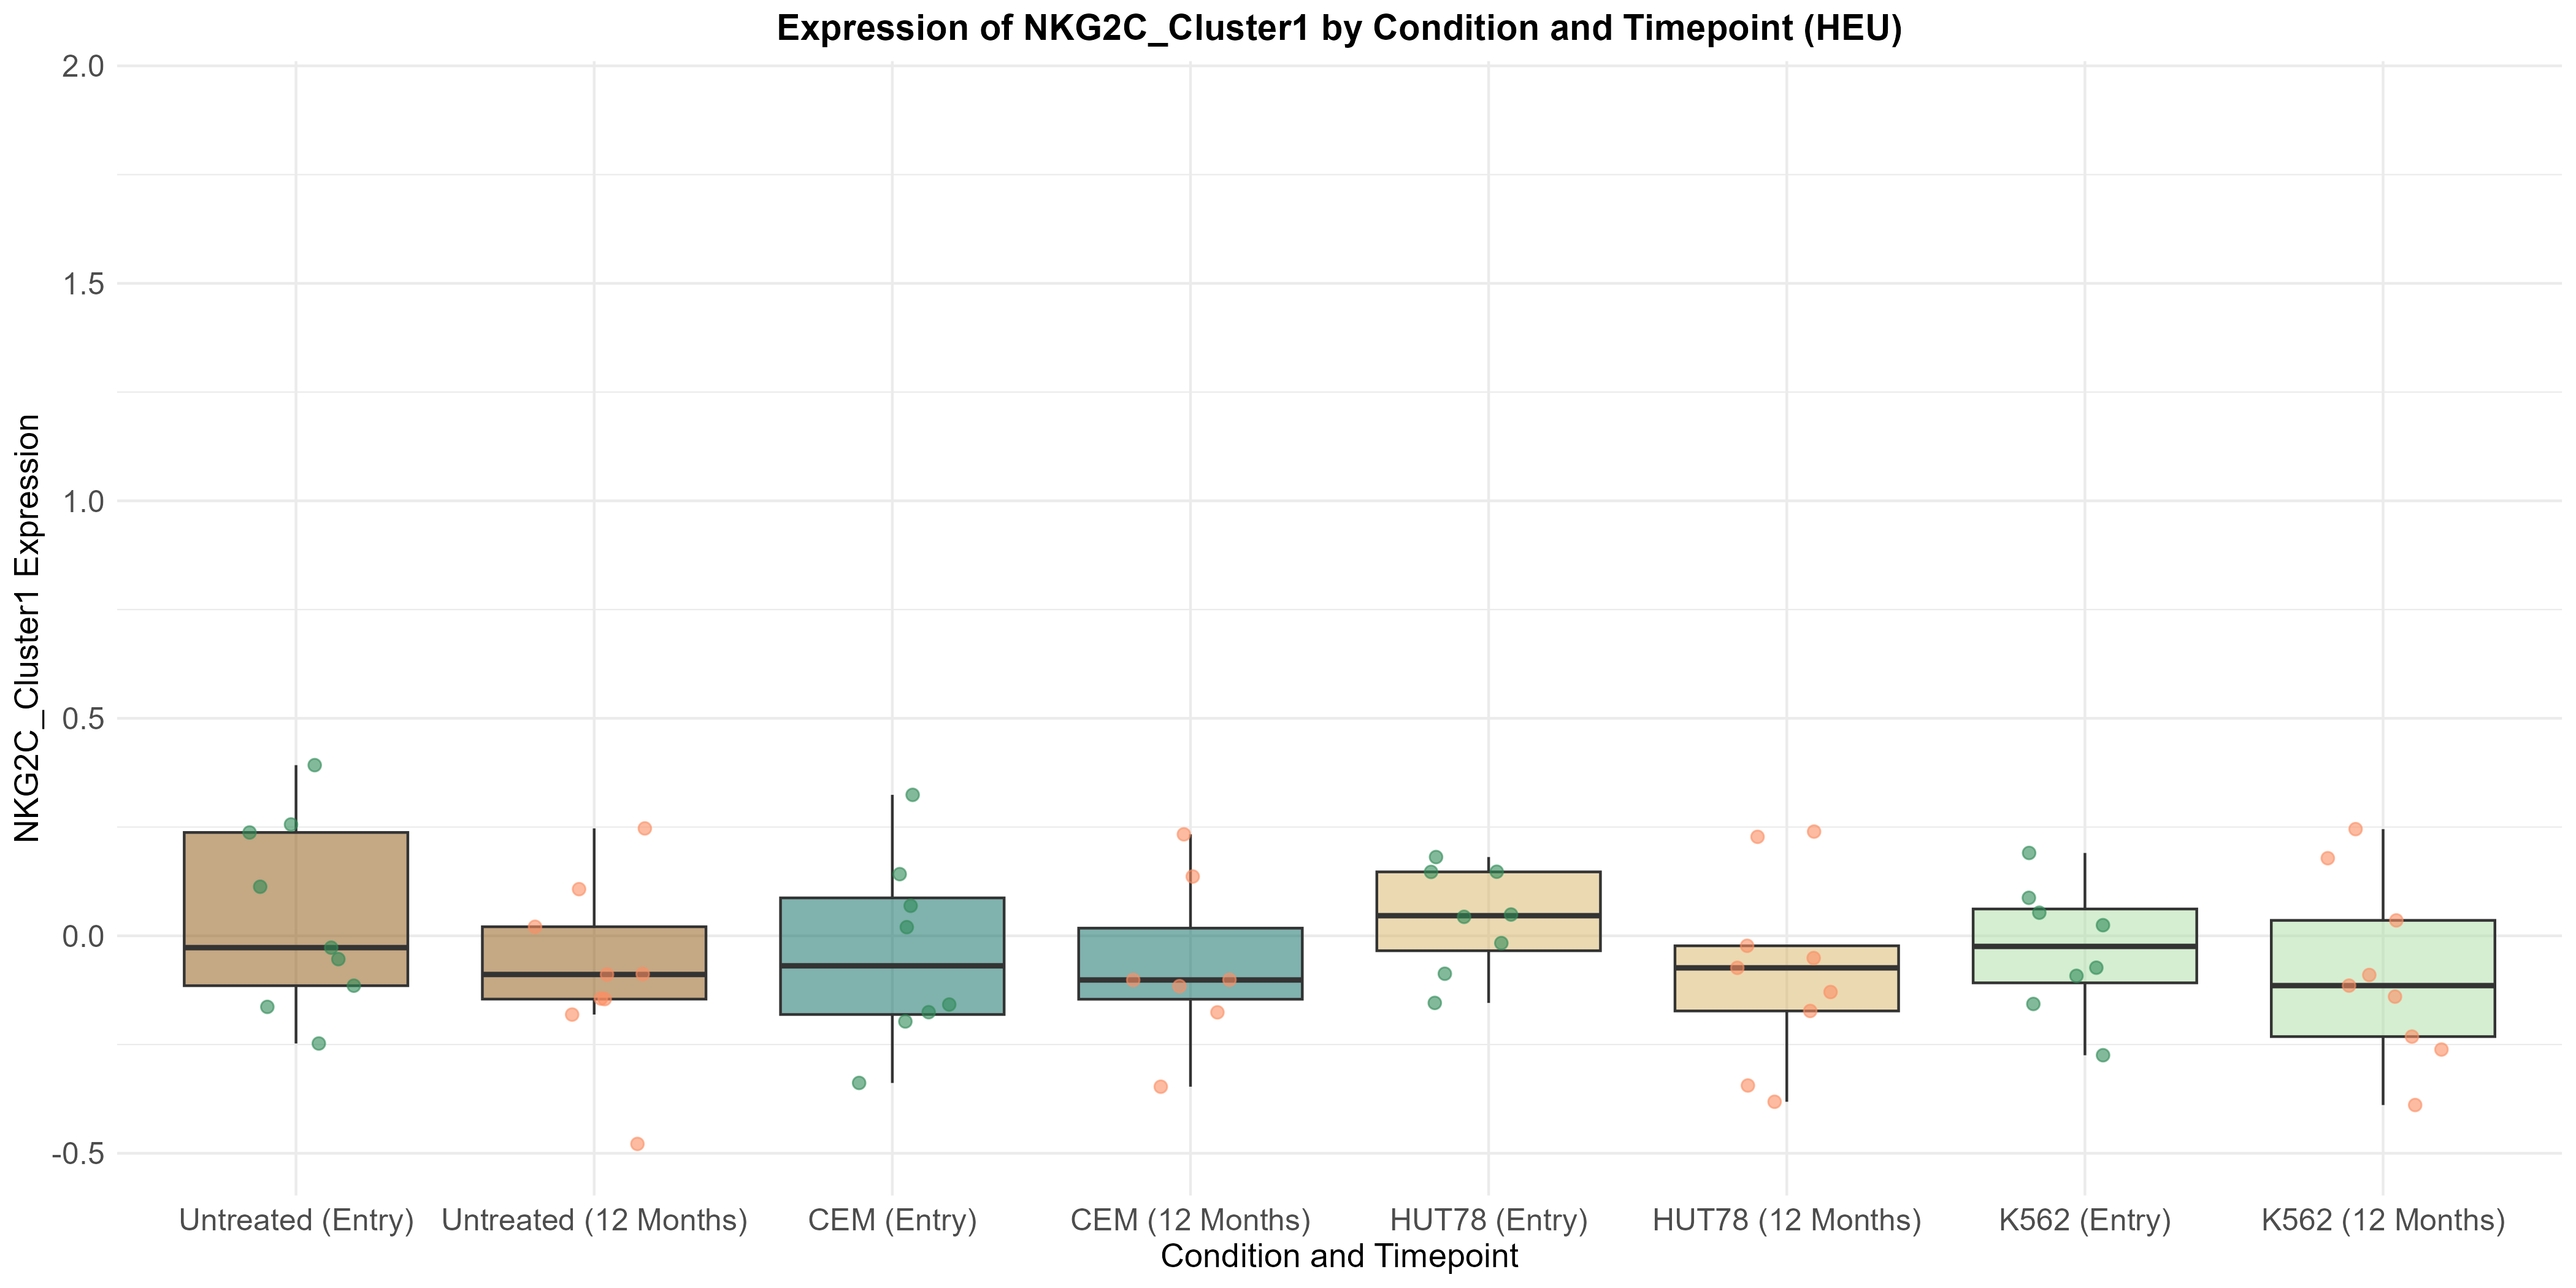 Expression of NKG2C_Cluster1 by Condition and Timepoint (HEU)
NKG2C_Cluster1 Expression
2.0
1.5
1.0
0.5
0.0
-0.5
Untreated (Entry) Untreated (12 Months) CEM (Entry) CEM (12 Months) HUT78 (Entry) HUT78 (12 Months) K562 (Entry) K562 (12 Months)
Condition and Timepoint